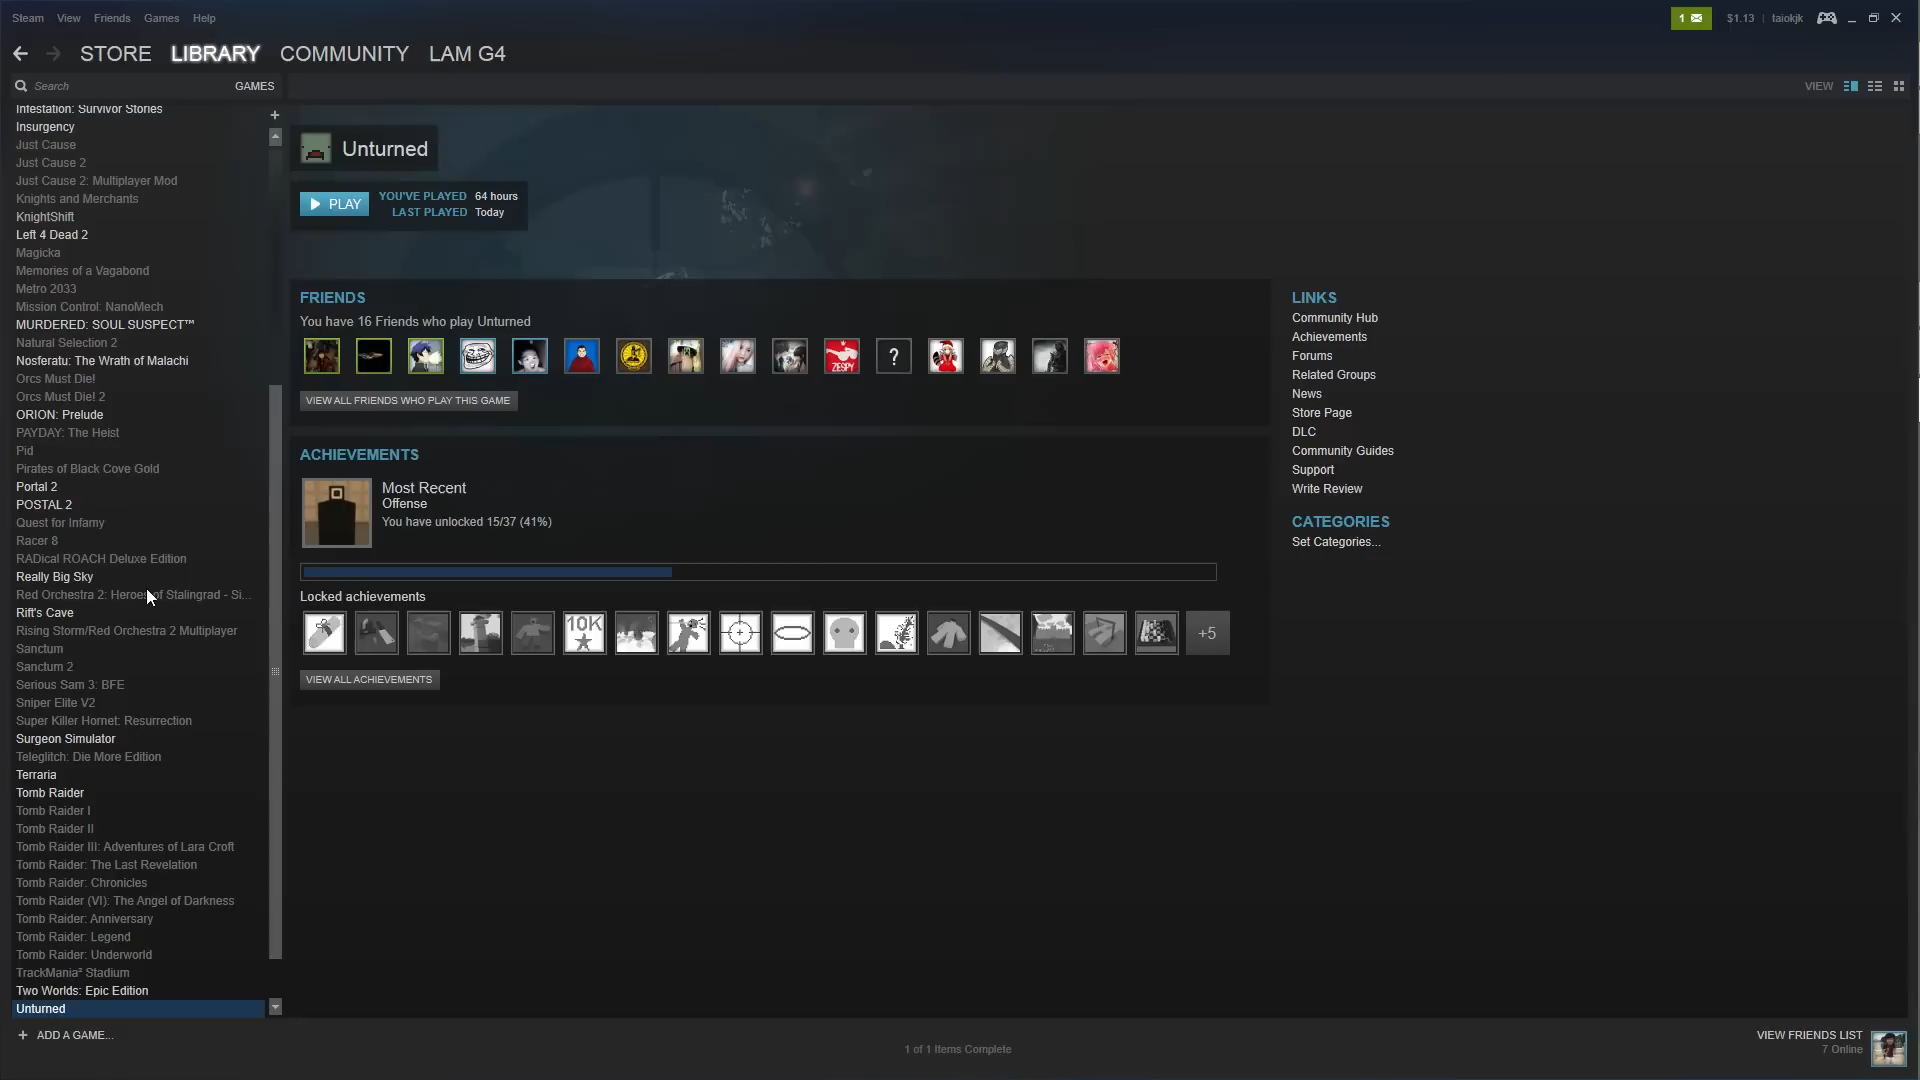 Steam View Friends Games Help
1 $1.13 | taiokjk
STORE LIBRARY COMMUNITY LAM G4
Search GAMES
VIEW
Infestation: Survivor Stories
Insurgency
Just Cause
Just Cause 2
Just Cause 2: Multiplayer Mod
Knights and Merchants
KnightShift
Left 4 Dead 2
Magicka
Memories of a Vagabond
Metro 2033
Mission Control: NanoMech
MURDERED: SOUL SUSPECT™
Natural Selection 2
Nosferatu: The Wrath of Malachi
Orcs Must Die!
Orcs Must Die! 2
ORION: Prelude
PAYDAY: The Heist
Pid
Pirates of Black Cove Gold
Portal 2
POSTAL 2
Quest for Infamy
Racer 8
RADical ROACH Deluxe Edition
Really Big Sky
Red Orchestra 2: Heroes of Stalingrad - Si...
Rift's Cave
Rising Storm/Red Orchestra 2 Multiplayer
Sanctum
Sanctum 2
Serious Sam 3: BFE
Sniper Elite V2
Super Killer Hornet: Resurrection
Surgeon Simulator
Teleglitch: Die More Edition
Terraria
Tomb Raider
Tomb Raider I
Tomb Raider II
Tomb Raider III: Adventures of Lara Croft
Tomb Raider: The Last Revelation
Tomb Raider: Chronicles
Tomb Raider (VI): The Angel of Darkness
Tomb Raider: Anniversary
Tomb Raider: Legend
Tomb Raider: Underworld
TrackMania² Stadium
Two Worlds: Epic Edition
Unturned
+ ADD A GAME...
Unturned
PLAY
YOU'VE PLAYED 64 hours
LAST PLAYED Today
FRIENDS
You have 16 Friends who play Unturned
ZESPY
?
VIEW ALL FRIENDS WHO PLAY THIS GAME
ACHIEVEMENTS
Most Recent
Offense
You have unlocked 15/37 (41%)
Locked achievements
10K
+5
VIEW ALL ACHIEVEMENTS
LINKS
Community Hub
Achievements
Forums
Related Groups
News
Store Page
DLC
Community Guides
Support
Write Review
CATEGORIES
Set Categories...
1 of 1 Items Complete
VIEW FRIENDS LIST
7 Online